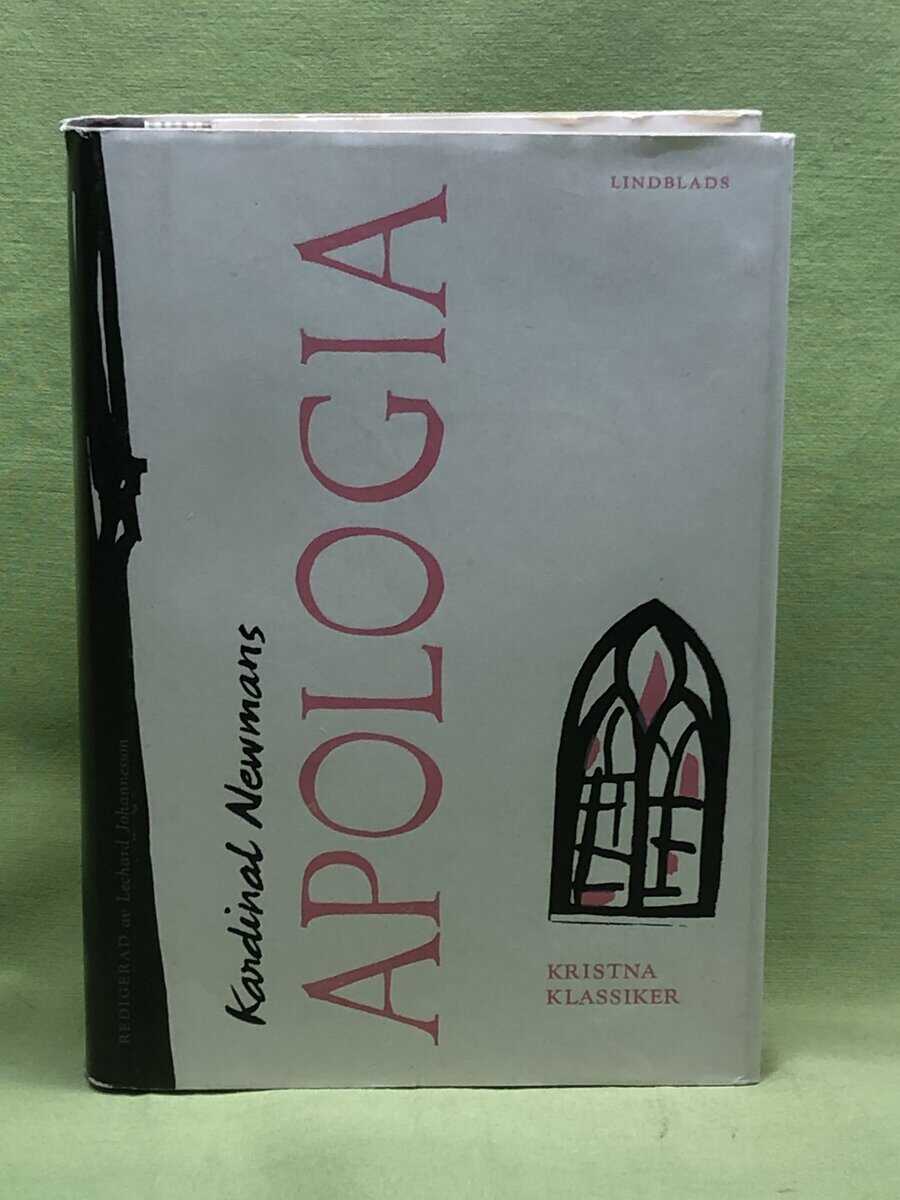 LINDBLADS
Kardinal Newmans
APOLOGIA
KRISTNA
KLASSIKER
REDIGERAD av Lechard Johannesson